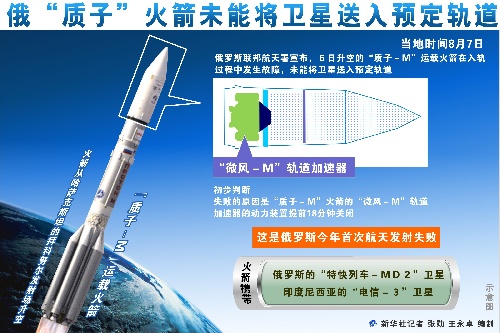 俄“质子”火箭未能将卫星送入预定轨道
当地时间8月7日
俄罗斯联邦航天署宣布，6日升空的“质子－M”运载火箭在入轨
过程中发生故障，未能将卫星送入预定轨道
“微风－M”轨道加速器
初步判断
失败的原因是“质子－M”火箭的“微风－M”轨道
加速器的动力装置提前18分钟关闭
这是俄罗斯今年首次航天发射失败
火箭携带
俄罗斯的“特快列车－MD 2”卫星
印度尼西亚的“电信－3”卫星
“质子－M”运载火箭
火箭从哈萨克斯坦的拜科努尔发射场升空
示意图
新华社记者 张勋 王永卓 编制